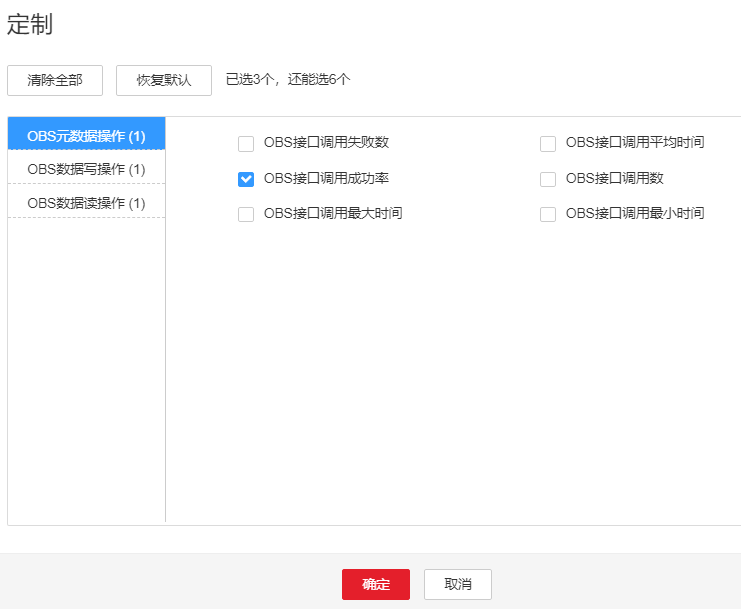 定制
清除全部 恢复默认 已选3个，还能选6个
OBS元数据操作 (1)
OBS数据写操作 (1)
OBS数据读操作 (1)
OBS接口调用失败数 OBS接口调用平均时间
OBS接口调用成功率 OBS接口调用数
OBS接口调用最大时间 OBS接口调用最小时间
确定 取消